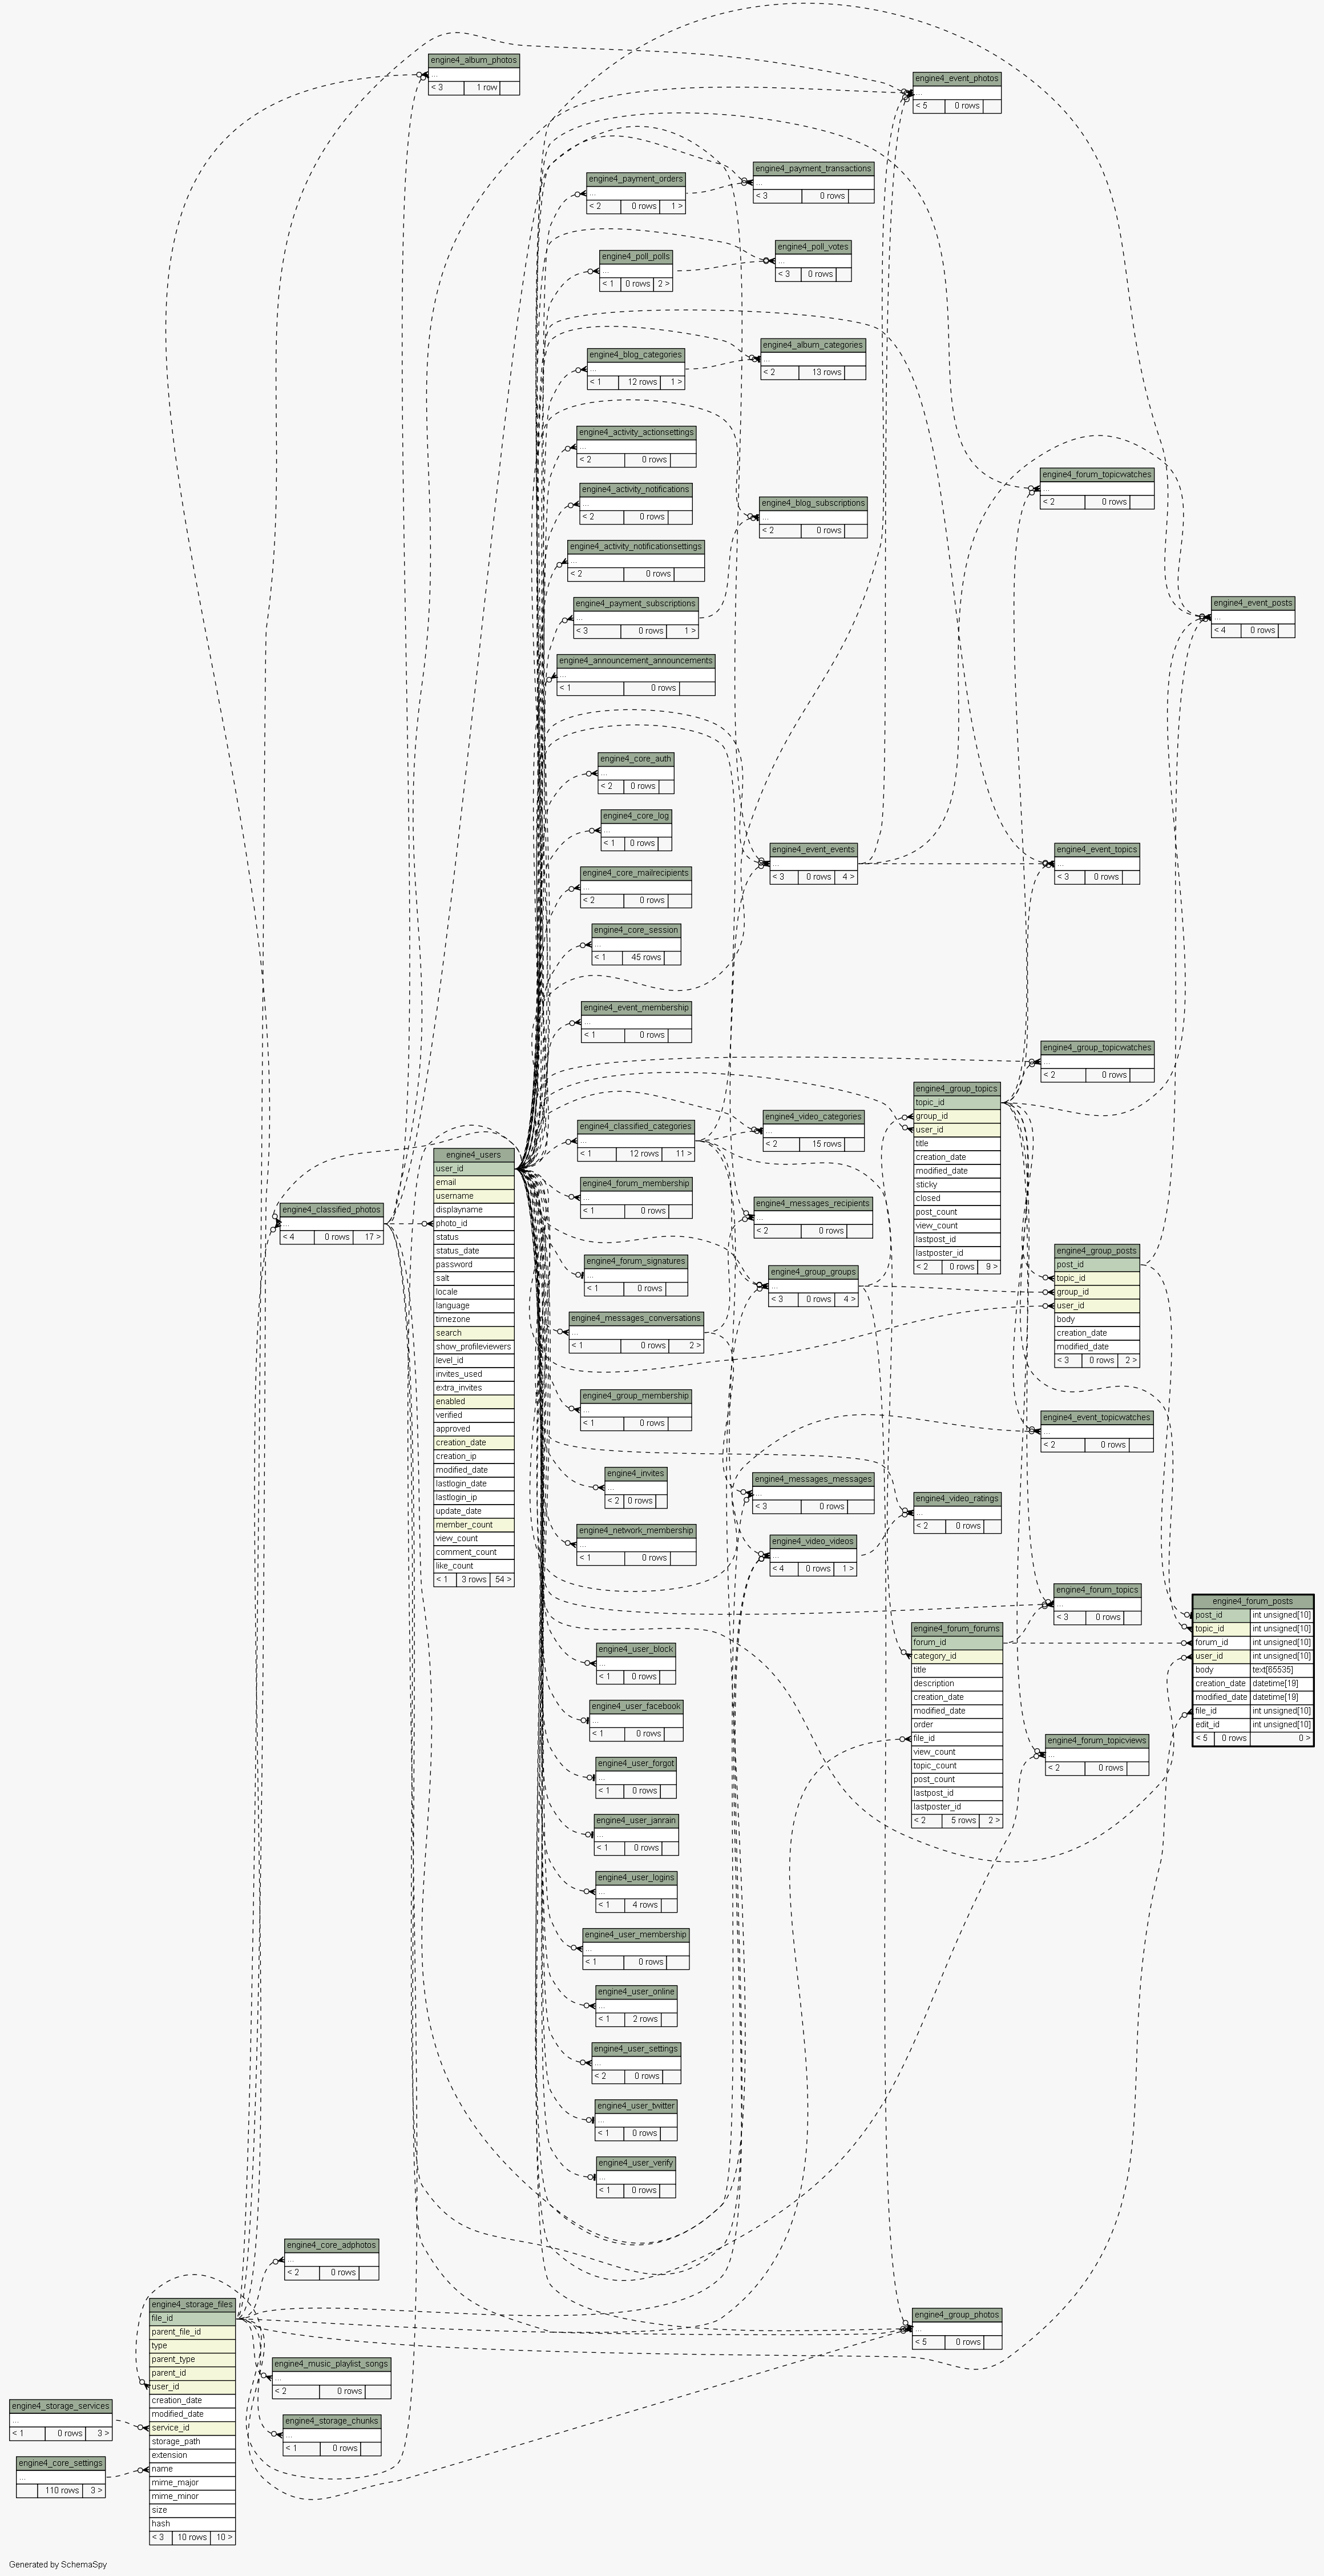 engine4_album_photos
...
< 3 1 row
engine4_event_photos
...
< 5 0 rows
engine4_payment_transactions
...
< 3 0 rows
engine4_payment_orders
...
< 2 0 rows 1 >
engine4_poll_votes
...
< 3 0 rows
engine4_poll_polls
...
< 1 0 rows 2 >
engine4_album_categories
...
< 2 13 rows
engine4_blog_categories
...
< 1 12 rows 1 >
engine4_activity_actionsettings
...
< 2 0 rows
engine4_forum_topicwatches
...
< 2 0 rows
engine4_activity_notifications
...
< 2 0 rows
engine4_blog_subscriptions
...
< 2 0 rows
engine4_activity_notificationsettings
...
< 2 0 rows
engine4_payment_subscriptions
...
< 3 0 rows 1 >
engine4_event_posts
...
< 4 0 rows
engine4_announcement_announcements
...
< 1 0 rows
engine4_core_auth
...
< 2 0 rows
engine4_core_log
...
< 1 0 rows
engine4_event_events
...
< 3 0 rows 4 >
engine4_event_topics
...
< 3 0 rows
engine4_core_mailrecipients
...
< 2 0 rows
engine4_core_session
...
< 1 45 rows
engine4_event_membership
...
< 1 0 rows
engine4_group_topicwatches
...
< 2 0 rows
engine4_group_topics
topic_id
group_id
user_id
title
creation_date
modified_date
sticky
closed
post_count
view_count
lastpost_id
lastposter_id
< 2 0 rows 9 >
engine4_video_categories
...
< 2 15 rows
engine4_classified_categories
...
< 1 12 rows 11 >
engine4_users
user_id
email
username
displayname
photo_id
status
status_date
password
salt
locale
language
timezone
search
show_profileviewers
level_id
invites_used
extra_invites
enabled
verified
approved
creation_date
creation_ip
modified_date
lastlogin_date
lastlogin_ip
update_date
member_count
view_count
comment_count
like_count
< 1 3 rows 54 >
engine4_forum_membership
...
< 1 0 rows
engine4_messages_recipients
...
< 2 0 rows
engine4_classified_photos
...
< 4 0 rows 17 >
engine4_group_posts
post_id
topic_id
group_id
user_id
body
creation_date
modified_date
< 3 0 rows 2 >
engine4_forum_signatures
...
< 1 0 rows
engine4_group_groups
...
< 3 0 rows 4 >
engine4_messages_conversations
...
< 1 0 rows 2 >
engine4_group_membership
...
< 1 0 rows
engine4_event_topicwatches
...
< 2 0 rows
engine4_invites
...
< 2 0 rows
engine4_messages_messages
...
< 3 0 rows
engine4_video_ratings
...
< 2 0 rows
engine4_network_membership
...
< 1 0 rows
engine4_video_videos
...
< 4 0 rows 1 >
engine4_forum_topics
...
< 3 0 rows
engine4_forum_posts
post_id int unsigned[10]
topic_id int unsigned[10]
forum_id int unsigned[10]
user_id int unsigned[10]
body text[65535]
creation_date datetime[19]
modified_date datetime[19]
file_id int unsigned[10]
edit_id int unsigned[10]
< 5 0 rows 0 >
engine4_forum_forums
forum_id
category_id
title
description
creation_date
modified_date
order
file_id
view_count
topic_count
post_count
lastpost_id
lastposter_id
< 2 5 rows 2 >
engine4_user_block
...
< 1 0 rows
engine4_user_facebook
...
< 1 0 rows
engine4_forum_topicviews
...
< 2 0 rows
engine4_user_forgot
...
< 1 0 rows
engine4_user_janrain
...
< 1 0 rows
engine4_user_logins
...
< 1 4 rows
engine4_user_membership
...
< 1 0 rows
engine4_user_online
...
< 1 2 rows
engine4_user_settings
...
< 2 0 rows
engine4_user_twitter
...
< 1 0 rows
engine4_user_verify
...
< 1 0 rows
engine4_core_adphotos
...
< 2 0 rows
engine4_storage_files
file_id
parent_file_id
type
parent_type
parent_id
user_id
creation_date
modified_date
service_id
storage_path
extension
name
mime_major
mime_minor
size
hash
< 3 10 rows 10 >
engine4_group_photos
...
< 5 0 rows
engine4_music_playlist_songs
...
< 2 0 rows
engine4_storage_services
...
< 1 0 rows 3 >
engine4_storage_chunks
...
< 1 0 rows
engine4_core_settings
...
110 rows 3 >
Generated by SchemaSpy